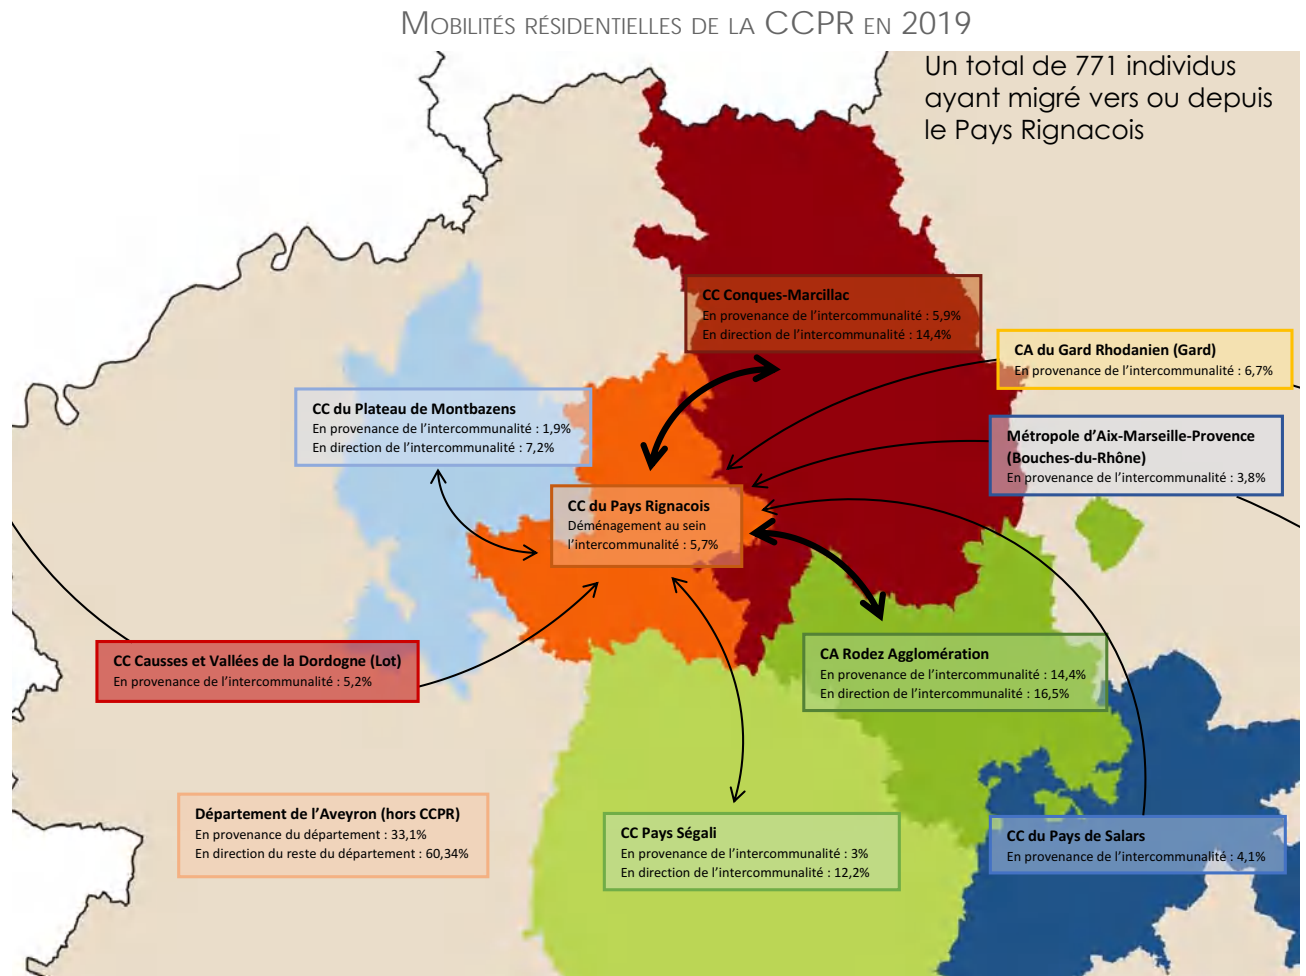 MOBILITÉS RÉSIDENTIELLES DE LA CCPR EN 2019
Un total de 771 individus
ayant migré vers ou depuis
le Pays Rignacois
CC Conques-Marcillac
En provenance de l’intercommunalité : 5,9%
En direction de l’intercommunalité : 14,4%
CA du Gard Rhodanien (Gard)
En provenance de l’intercommunalité : 6,7%
CC du Plateau de Montbazens
En provenance de l’intercommunalité : 1,9%
En direction de l’intercommunalité : 7,2%
Métropole d’Aix-Marseille-Provence
(Bouches-du-Rhône)
En provenance de l’intercommunalité : 3,8%
CC du Pays Rignacois
Déménagement au sein
l’intercommunalité : 5,7%
CC Causses et Vallées de la Dordogne (Lot)
En provenance de l’intercommunalité : 5,2%
CA Rodez Agglomération
En provenance de l’intercommunalité : 14,4%
En direction de l’intercommunalité : 16,5%
Département de l’Aveyron (hors CCPR)
En provenance du département : 33,1%
En direction du reste du département : 60,34%
CC Pays Ségali
En provenance de l’intercommunalité : 3%
En direction de l’intercommunalité : 12,2%
CC du Pays de Salars
En provenance de l’intercommunalité : 4,1%